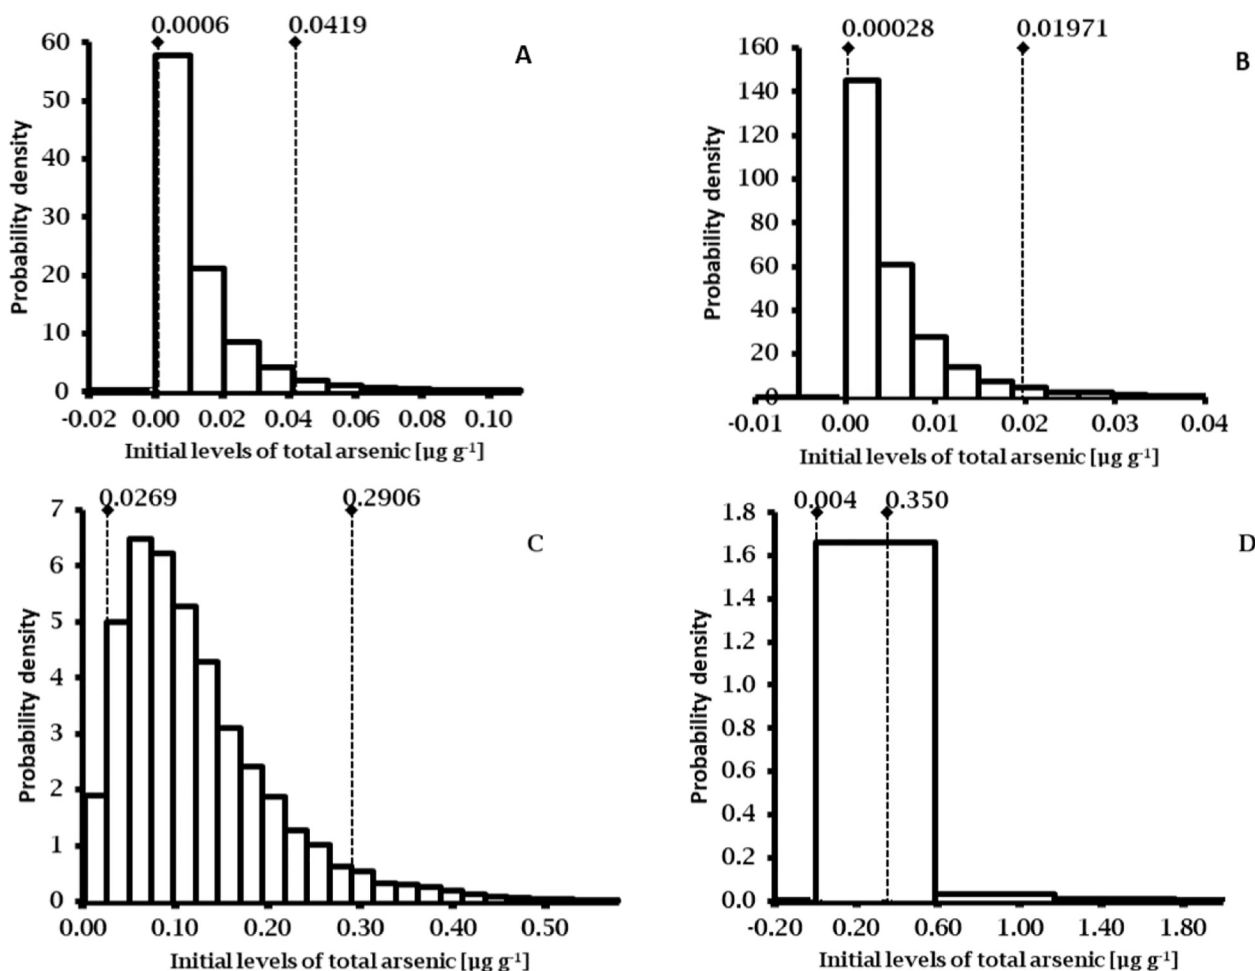 0.0006 0.0419
A
60
50
40
30
20
10
0
Probability density
-0.02 0.00 0.02 0.04 0.06 0.08 0.10
Initial levels of total arsenic [µg g-1]
0.00028 0.01971
B
160
140
120
100
80
60
40
20
0
Probability density
-0.01 0.00 0.01 0.02 0.03 0.04
Initial levels of total arsenic [µg g-1]
0.0269 0.2906
C
7
6
5
4
3
2
1
0
Probability density
0.00 0.10 0.20 0.30 0.40 0.50
Initial levels of total arsenic [µg g-1]
0.004 0.350
D
1.8
1.6
1.4
1.2
1.0
0.8
0.6
0.4
0.2
0.0
Probability density
-0.20 0.20 0.60 1.00 1.40 1.80
Initial levels of total arsenic [µg g-1]